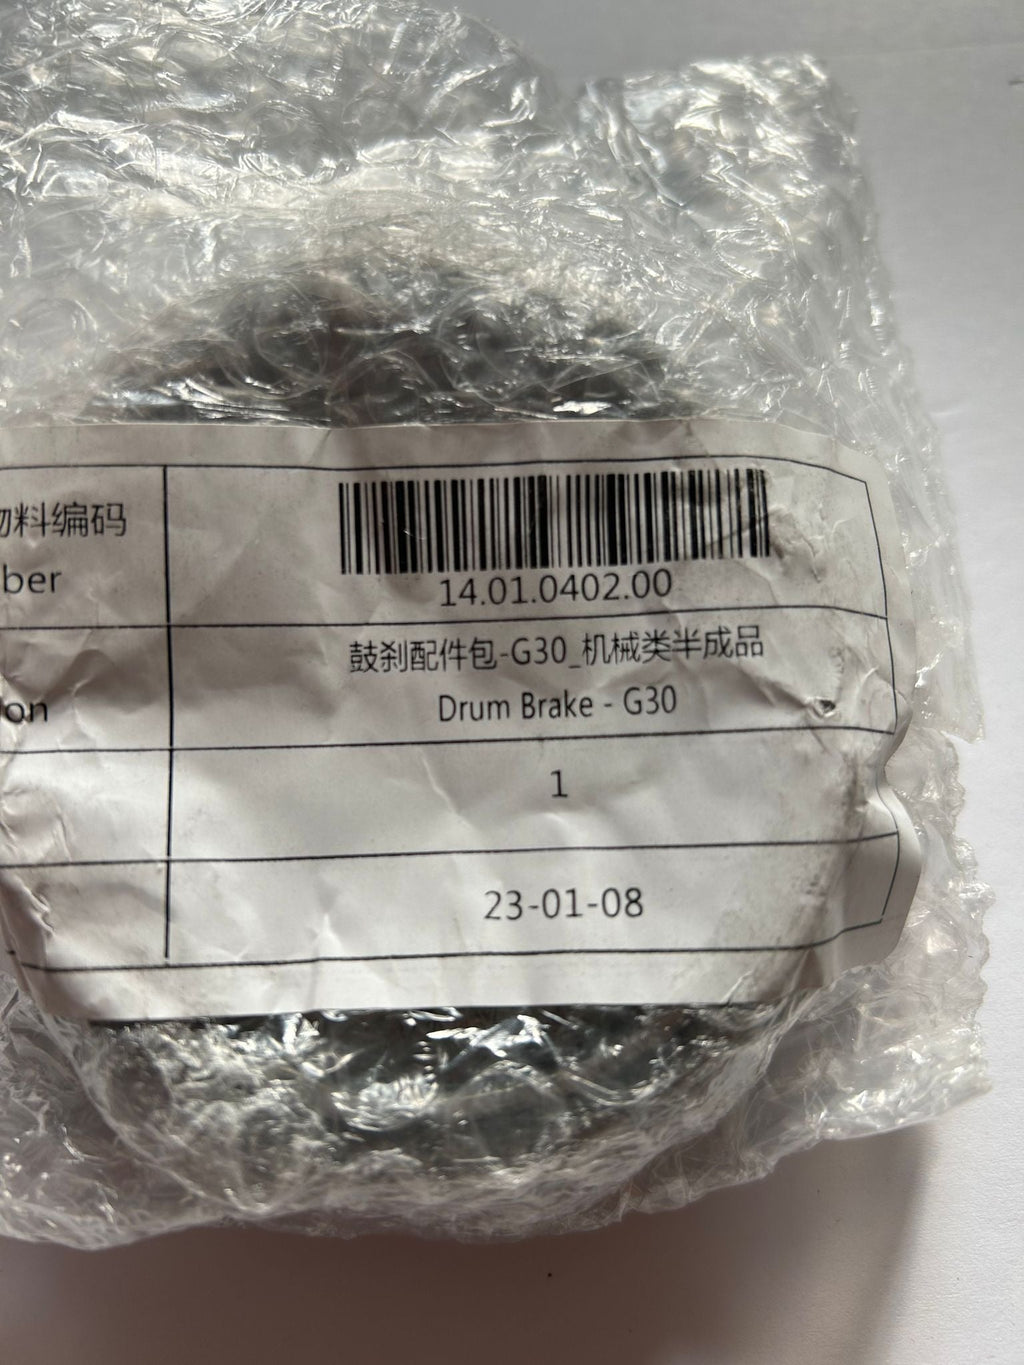 料编码
ber
14.01.0402.00
鼓刹配件包-G30_机械类半成品
Drum Brake - G30
on
1
23-01-08